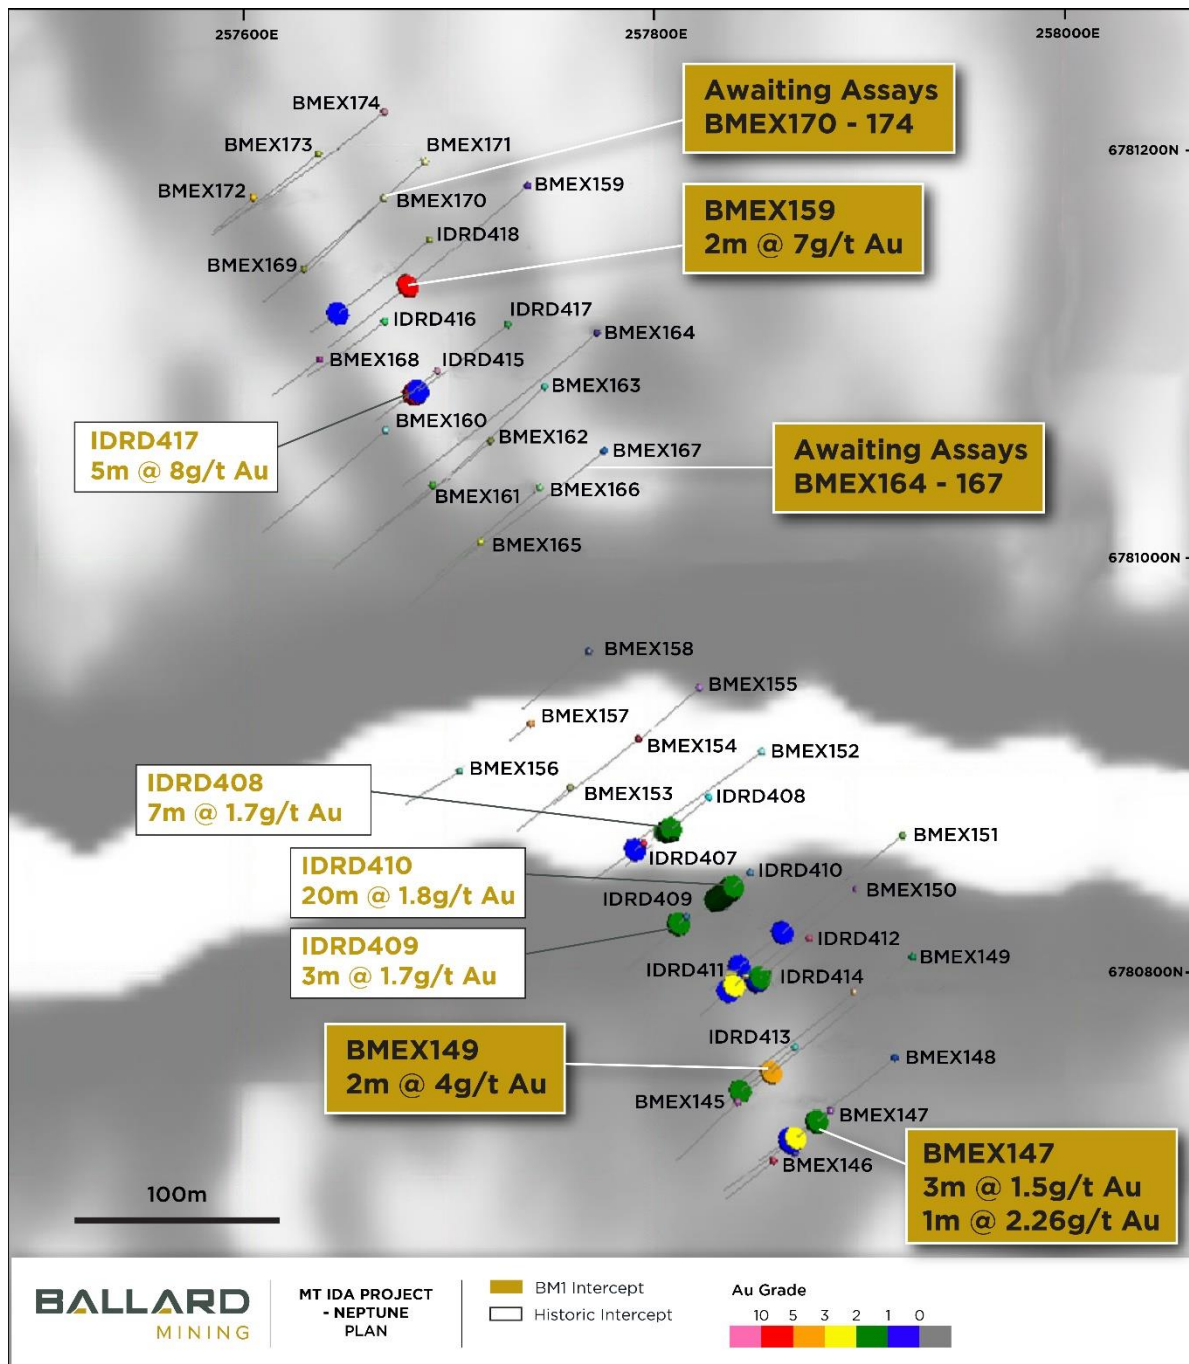 257600E
257800E
258000E
BMEX174
Awaiting Assays
BMEX170 - 174
BMEX173
BMEX171
6781200N
BMEX172
BMEX159
BMEX170
BMEX159
2m @ 7g/t Au
IDRD418
BMEX169
IDRD416
IDRD417
BMEX164
BMEX168
IDRD415
BMEX163
BMEX160
IDRD417
5m @ 8g/t Au
BMEX162
BMEX167
Awaiting Assays
BMEX164 - 167
BMEX161
BMEX166
BMEX165
6781000N
BMEX158
BMEX155
BMEX157
BMEX154
BMEX152
BMEX156
IDRD408
7m @ 1.7g/t Au
BMEX153
IDRD408
BMEX151
IDRD407
IDRD410
20m @ 1.8g/t Au
IDRD410
BMEX150
IDRD409
IDRD409
3m @ 1.7g/t Au
IDRD412
BMEX149
IDRD411
IDRD414
6780800N
IDRD413
BMEX149
2m @ 4g/t Au
BMEX148
BMEX145
BMEX147
BMEX146
BMEX147
3m @ 1.5g/t Au
1m @ 2.26g/t Au
100m
BALLARD
MINING
MT IDA PROJECT
- NEPTUNE
PLAN
BM1 Intercept
Historic Intercept
Au Grade
10 5 3 2 1 0